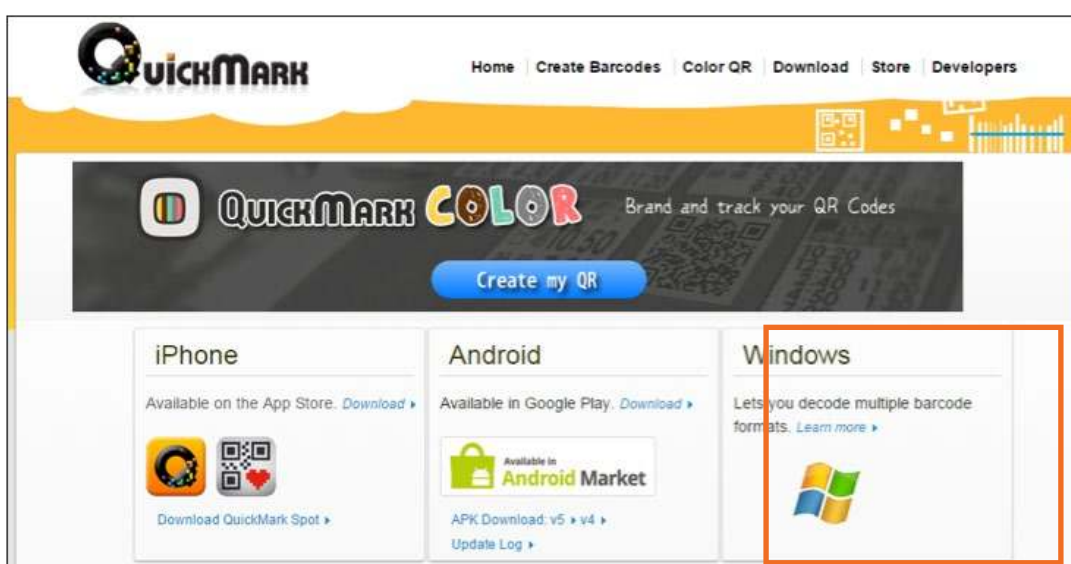 QuickMark
Home Create Barcodes Color QR Download Store Developers
QuickMark COLOR
Brand and track your QR Codes
Create my QR
iPhone
Available on the App Store. Download
Download QuickMark Spot
Android
Available in Google Play. Download
Available in
Android Market
APK Download: v5 v4
Update Log
Windows
Lets you decode multiple barcode
formats. Learn more